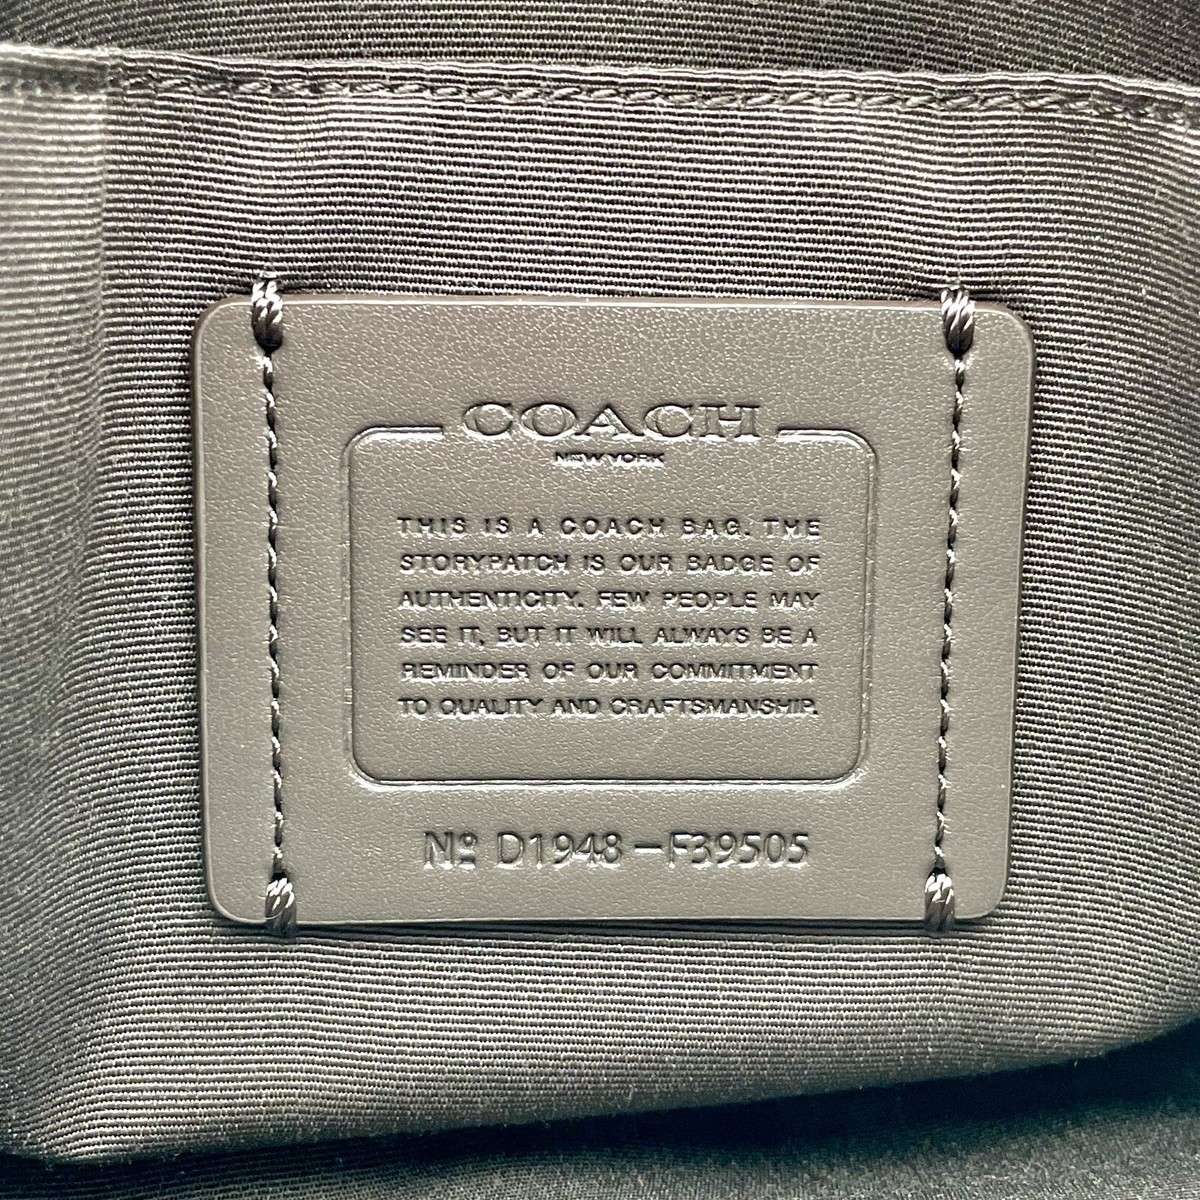 COACH
NEW YORK
THIS IS A COACH BAG. THE
STORYPATCH IS OUR BADGE OF
AUTHENTICITY. FEW PEOPLE MAY
SEE IT, BUT IT WILL ALWAYS BE A
REMINDER OF OUR COMMITMENT
TO QUALITY AND CRAFTSMANSHIP.
Nº D1948-F39505